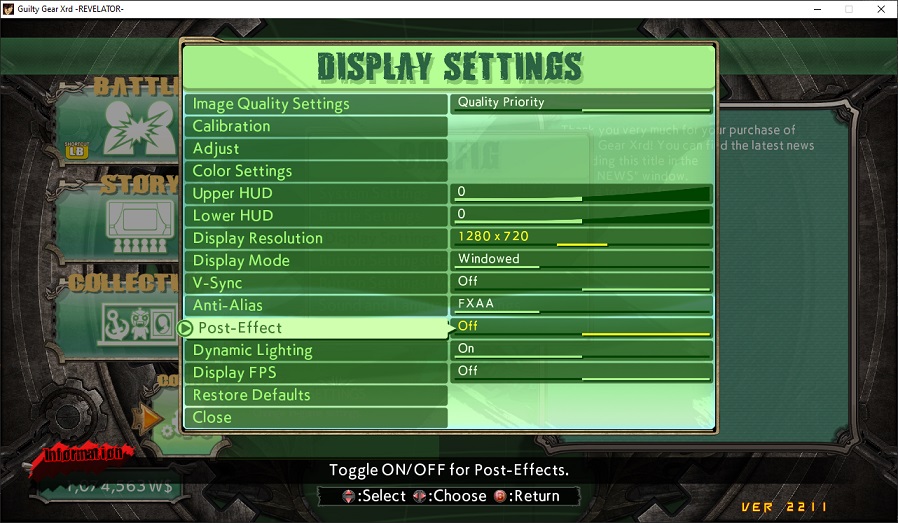 Guilty Gear Xrd -REVELATOR-
DISPLAY SETTINGS
Image Quality Settings Quality Priority
Calibration
Adjust
Color Settings
Upper HUD 0
Lower HUD 0
Display Resolution 1280 x 720
Display Mode Windowed
V-Sync Off
Anti-Alias FXAA
Post-Effect Off
Dynamic Lighting On
Display FPS Off
Restore Defaults
Close
BATTL
SHORTCUT
LB
STORY
COLLECTI
CO
Thank you very much for your purchase of
Gear Xrd! You can find the latest news
ting this title in the
NEWS" window.
Information
W$
Toggle ON/OFF for Post-Effects.
:Select :Choose :Return
VER 2211